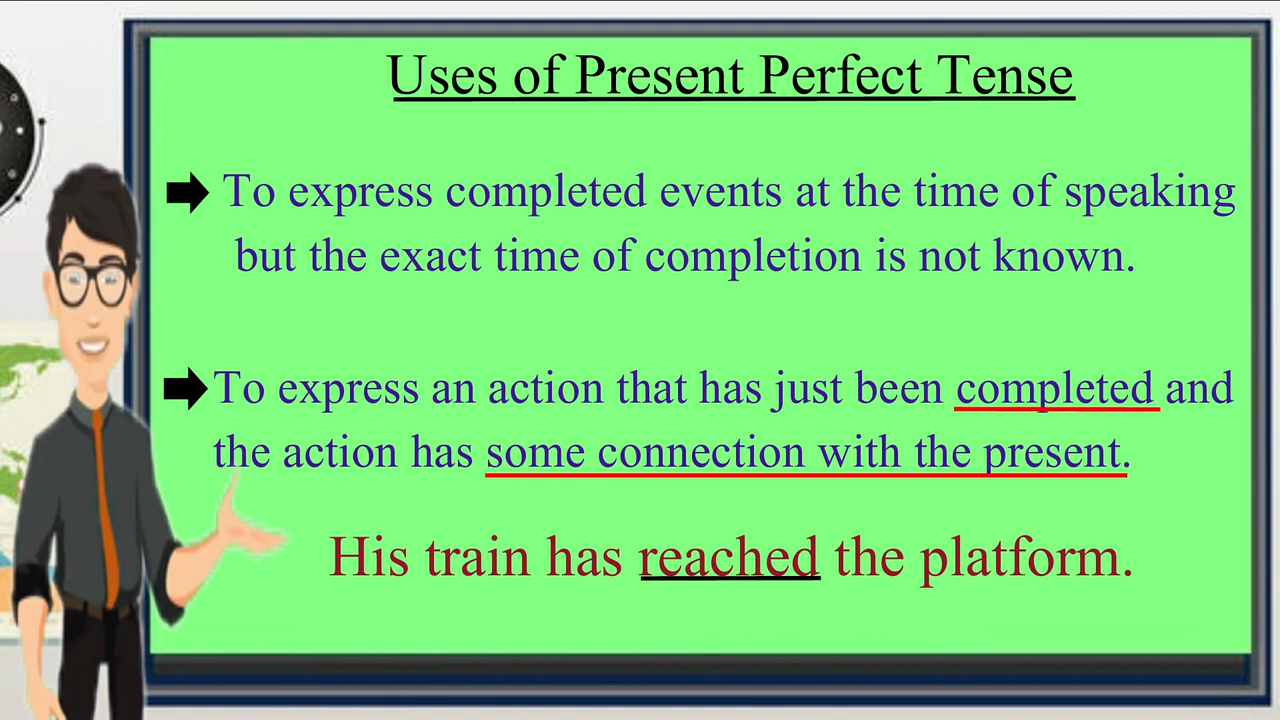 Uses of Present Perfect Tense
To express completed events at the time of speaking
but the exact time of completion is not known.
To express an action that has just been completed and
the action has some connection with the present.
His train has reached the platform.